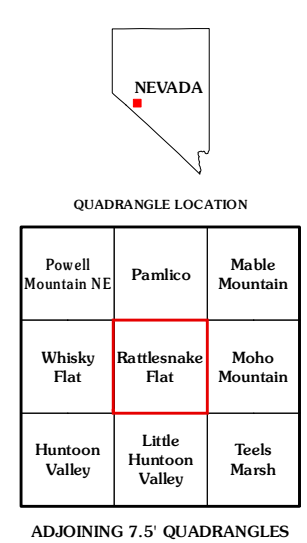 NEVADA
QUADRANGLE LOCATION
Powell
Mountain NE
Pamlico
Mable
Mountain
Whisky
Flat
Rattlesnake
Flat
Moho
Mountain
Huntoon
Valley
Little
Huntoon
Valley
Teels
Marsh
ADJOINING 7.5' QUADRANGLES